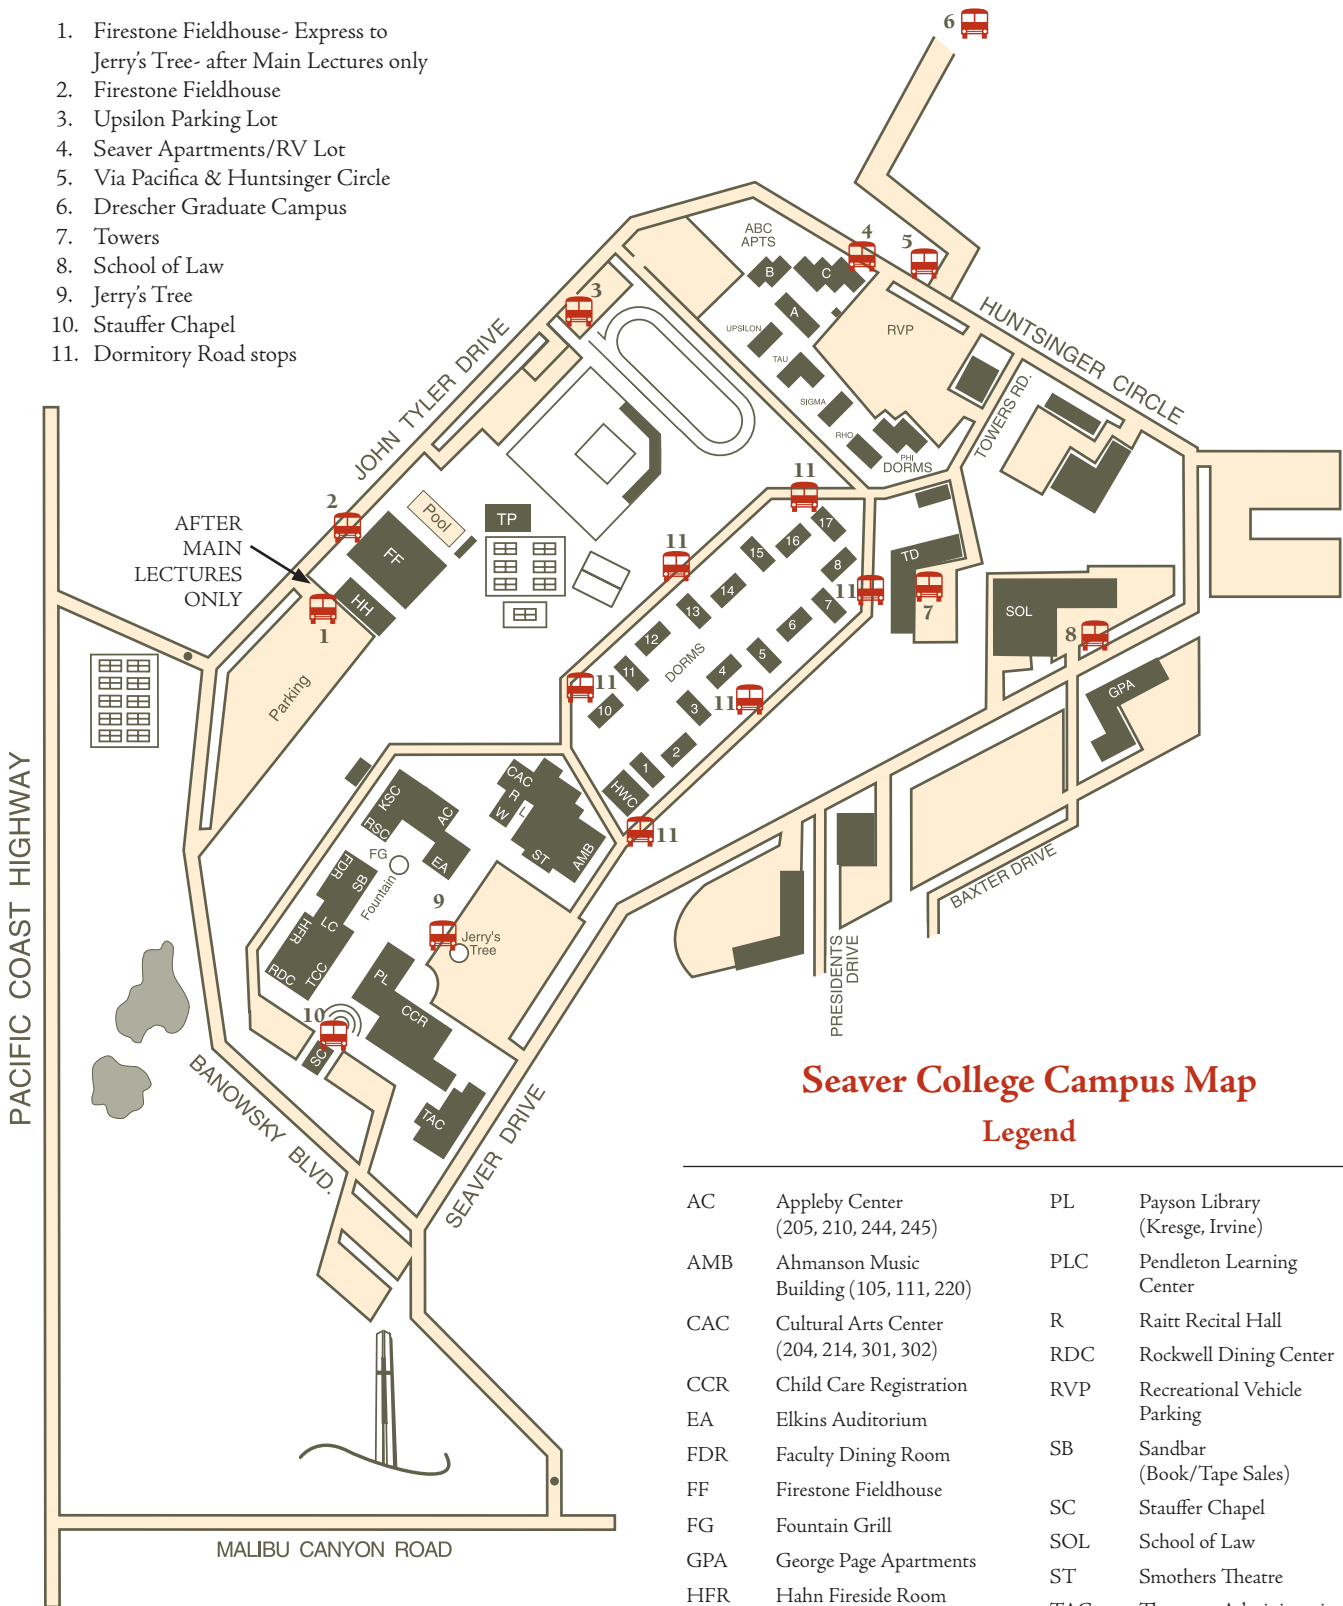 1. Firestone Fieldhouse- Express to
Jerry's Tree- after Main Lectures only
2. Firestone Fieldhouse
3. Upsilon Parking Lot
4. Seaver Apartments/RV Lot
5. Via Pacifica & Huntsinger Circle
6. Drescher Graduate Campus
7. Towers
8. School of Law
9. Jerry's Tree
10. Stauffer Chapel
11. Dormitory Road stops
6
ABC
APTS
4
5
B
C
A
3
UPSILON
RVP
HUNTSINGER CIRCLE
TAU
JOHN TYLER DRIVE
SIGMA
TOWERS RD.
RHO
PHI
DORMS
11
2
Pool
TP
17
AFTER
MAIN
LECTURES
ONLY
FF
16
15
TD
11
8
14
11
7
HH
1
13
7
SOL
6
8
12
DORMS
5
11
4
GPA
11
Parking
10
3
11
2
1
HWC
CAC
R
W
L
KSC
AC
RSC
11
ST
AMB
FG
EA
FDR
SB
Fountain
9
BAXTER DRIVE
PACIFIC COAST HIGHWAY
HFR
LC
Jerry's
Tree
PRESIDENTS
DRIVE
RDC
TCC
PL
10
CCR
SC
BANOWSKY BLVD.
TAC
SEAVER DRIVE
MALIBU CANYON ROAD
Seaver College Campus Map
Legend
AC Appleby Center
(205, 210, 244, 245)
AMB Ahmanson Music
Building (105, 111, 220)
CAC Cultural Arts Center
(204, 214, 301, 302)
CCR Child Care Registration
EA Elkins Auditorium
FDR Faculty Dining Room
FF Firestone Fieldhouse
FG Fountain Grill
GPA George Page Apartments
HFR Hahn Fireside Room
PL Payson Library
(Kresge, Irvine)
PLC Pendleton Learning
Center
R Raitt Recital Hall
RDC Rockwell Dining Center
RVP Recreational Vehicle
Parking
SB Sandbar
(Book/Tape Sales)
SC Stauffer Chapel
SOL School of Law
ST Smothers Theatre